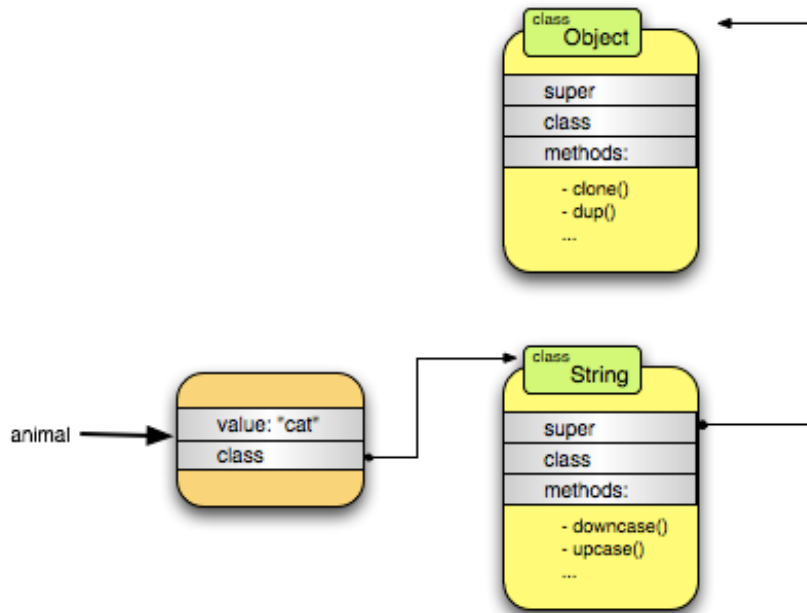 class
Object
super
class
methods:
- clone()
- dup()
...
animal
value: "cat"
class
class
String
super
class
methods:
- downcase()
- upcase()
...